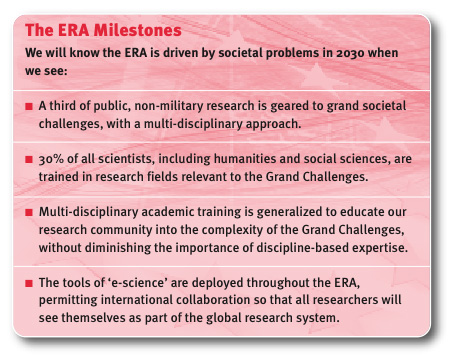 The ERA Milestones
We will know the ERA is driven by societal problems in 2030 when
we see:
■ A third of public, non-military research is geared to grand societal
challenges, with a multi-disciplinary approach.
■ 30% of all scientists, including humanities and social sciences, are
trained in research fields relevant to the Grand Challenges.
■ Multi-disciplinary academic training is generalized to educate our
research community into the complexity of the Grand Challenges,
without diminishing the importance of discipline-based expertise.
■ The tools of ‘e-science’ are deployed throughout the ERA,
permitting international collaboration so that all researchers will
see themselves as part of the global research system.